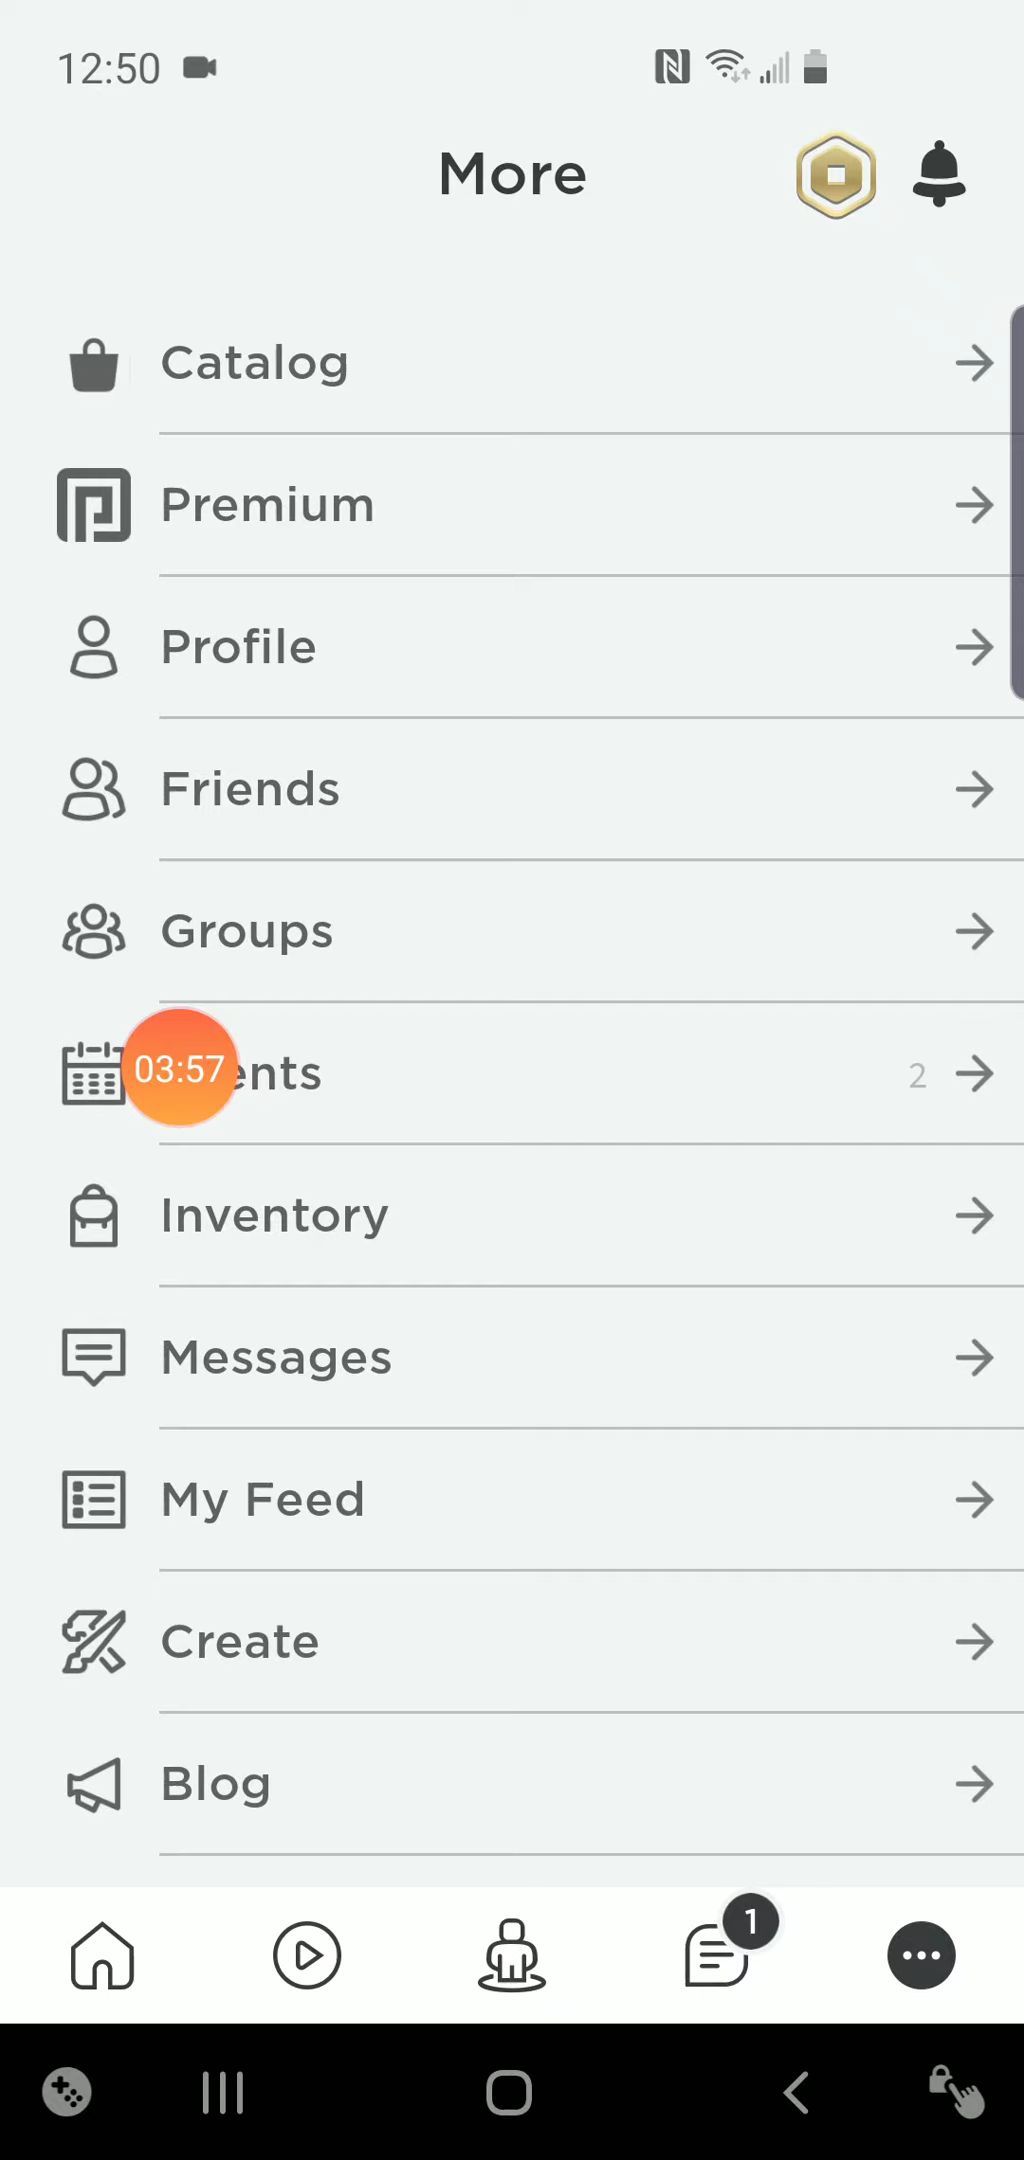 12:50
More
Catalog
Premium
Profile
Friends
Groups
03:57 ents 2
Inventory
Messages
My Feed
Create
Blog
1